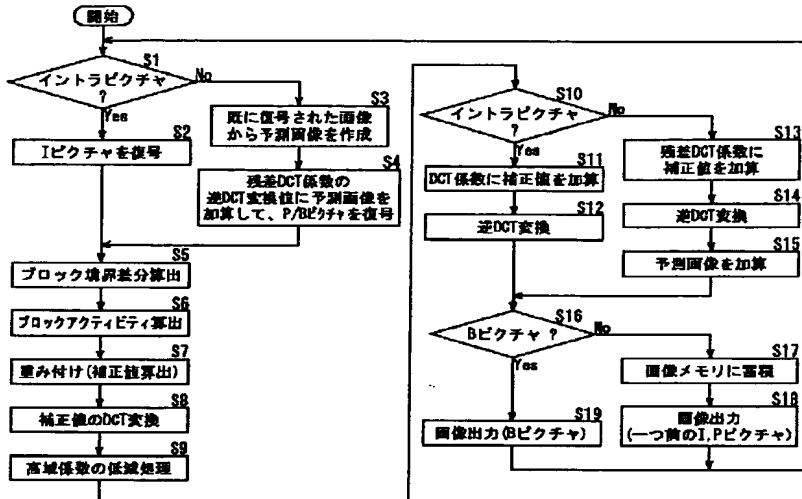 開始
S1
イントラピクチャ
?
No
Yes
S2
Iピクチャを復号
S3
既に復号された画像
から予測画像を作成
S4
残差DCT係数の
逆DCT変換値に予測画像を
加算して、P/Bピクチャを復号
S5
ブロック境界差分算出
S6
ブロックアクティビティ算出
S7
重み付け(補正値算出)
S8
補正値のDCT変換
S9
高域係数の低減処理
S10
イントラピクチャ
?
No
Yes
S11
DCT係数に補正値を加算
S12
逆DCT変換
S13
残差DCT係数に
補正値を加算
S14
逆DCT変換
S15
予測画像を加算
S16
Bピクチャ ?
No
Yes
S17
画像メモリに蓄積
S18
画像出力
(一つ前のI,Pピクチャ)
S19
画像出力(Bピクチャ)